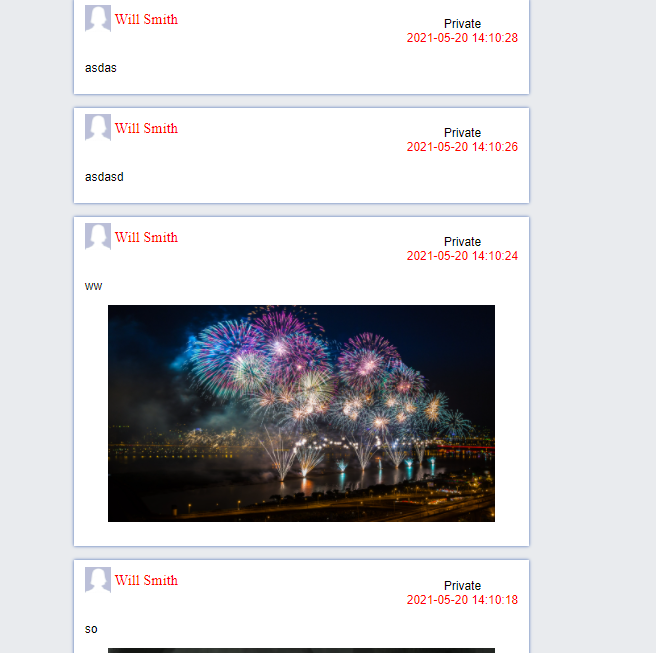 Will Smith
Private
2021-05-20 14:10:28
asdas
Will Smith
Private
2021-05-20 14:10:26
asdasd
Will Smith
Private
2021-05-20 14:10:24
ww
Will Smith
Private
2021-05-20 14:10:18
so